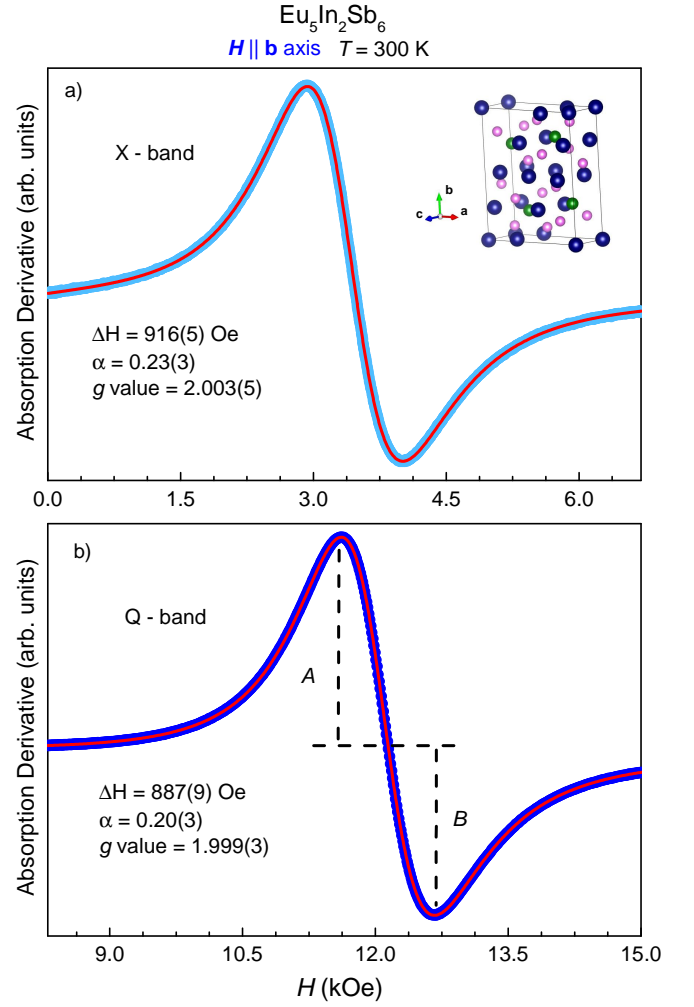 Eu₅In₂Sb₆
H || b axis T = 300 K
a)
X - band
b
c
a
ΔH = 916(5) Oe
α = 0.23(3)
g value = 2.003(5)
Absorption Derivative (arb. units)
0.0 1.5 3.0 4.5 6.0
b)
Q - band
A
B
ΔH = 887(9) Oe
α = 0.20(3)
g value = 1.999(3)
Absorption Derivative (arb. units)
9.0 10.5 12.0 13.5 15.0
H (kOe)